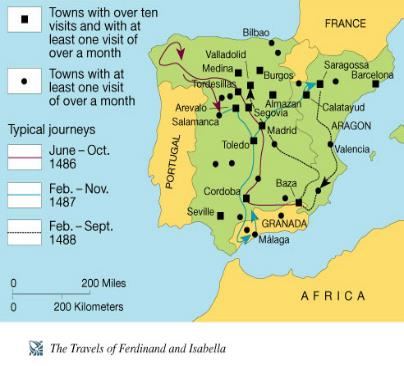 Towns with over ten
visits and with at
least one visit of
over a month
Towns with at
least one visit
of over a month
Typical journeys
June – Oct.
1486
Feb. – Nov.
1487
Feb. – Sept.
1488
0 200 Miles
0 200 Kilometers
FRANCE
Bilbao
Valladolid
Medina
Burgos
Saragossa
Barcelona
Tordesillas
Arevalo
Almazan
Calatayud
Segovia
Salamanca
Madrid
ARAGON
Toledo
Valencia
PORTUGAL
Cordoba
Baza
Seville
GRANADA
Málaga
AFRICA
The Travels of Ferdinand and Isabella